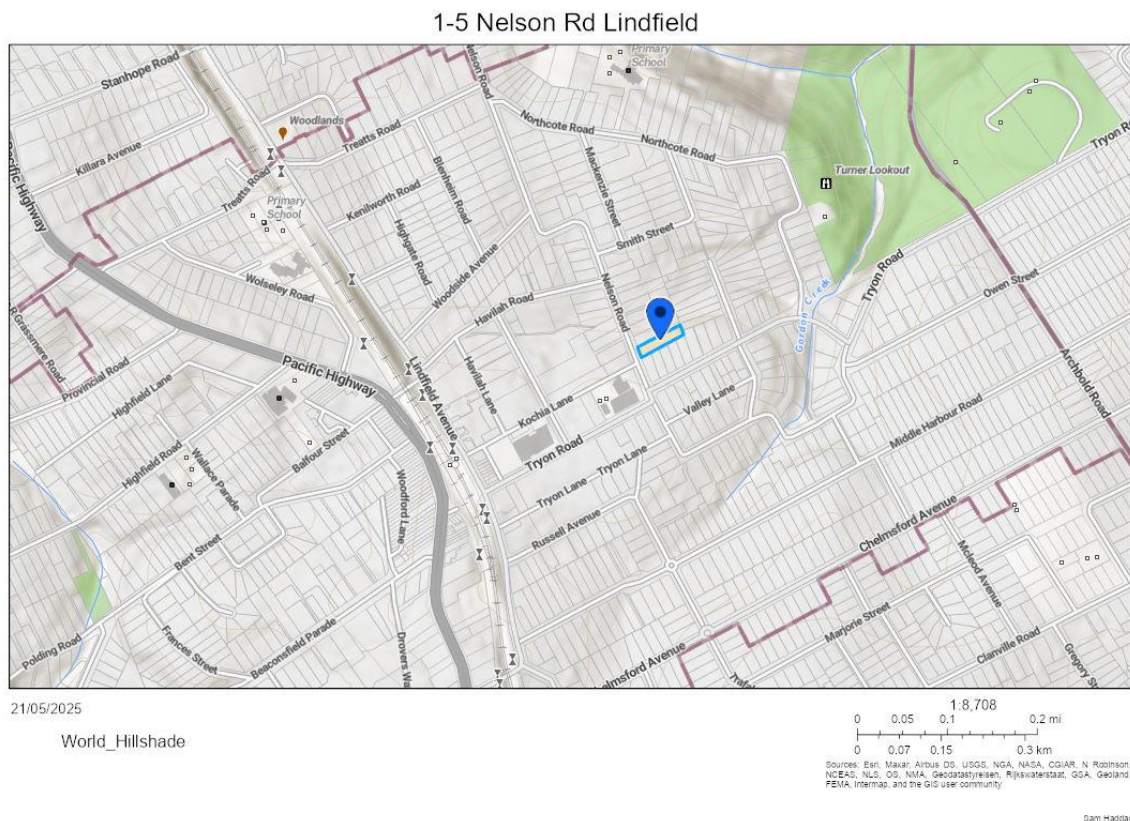 1-5 Nelson Rd Lindfield
Stanhope Road
Nelson Road
Primary
School
Woodlands
Treatts Road
Northcote Road
Northcote Road
Tryon
Killara Avenue
Pacific Highway
Treatts Road
Primary
School
Kenilworth Road
Blenheim Road
Mackenzie Street
Turner Lookout
Highgate Road
Smith Street
Woodside Avenue
Wolseley Road
Havilah Road
Nelson Road
Tryon Road
Owen Street
Gordon Creek
Grassmere Road
Provincial Road
Pacific Highway
Lindfield Avenue
Havilah Lane
Archbold Road
Highfield Lane
Kochia Lane
Valley Lane
Middle Harbour Road
Balfour Street
Tryon Road
Highfield Road
Wallace Parade
Tryon Lane
Tryon Lane
Woodford Lane
Russell Avenue
Chelmsford Avenue
Bent Street
Mcleod Avenue
Marjorie Street
Clanville Road
Polding Road
Frances Street
Beaconsfield Parade
Drovers Wa
helmsford Avenue
Trafal
Gregory St
21/05/2025
World_Hillshade
1:8,708
0 0.05 0.1 0.2 mi
0 0.07 0.15 0.3 km
Sources: Esri, Maxar, Airbus DS, USGS, NGA, NASA, CGIAR, N Robinson,
NCEAS, NLS, OS, NMA, Geodatastyrelsen, Rijkswaterstaat, GSA, Geoland,
FEMA, Intermap, and the GIS user community
Sam Haddad